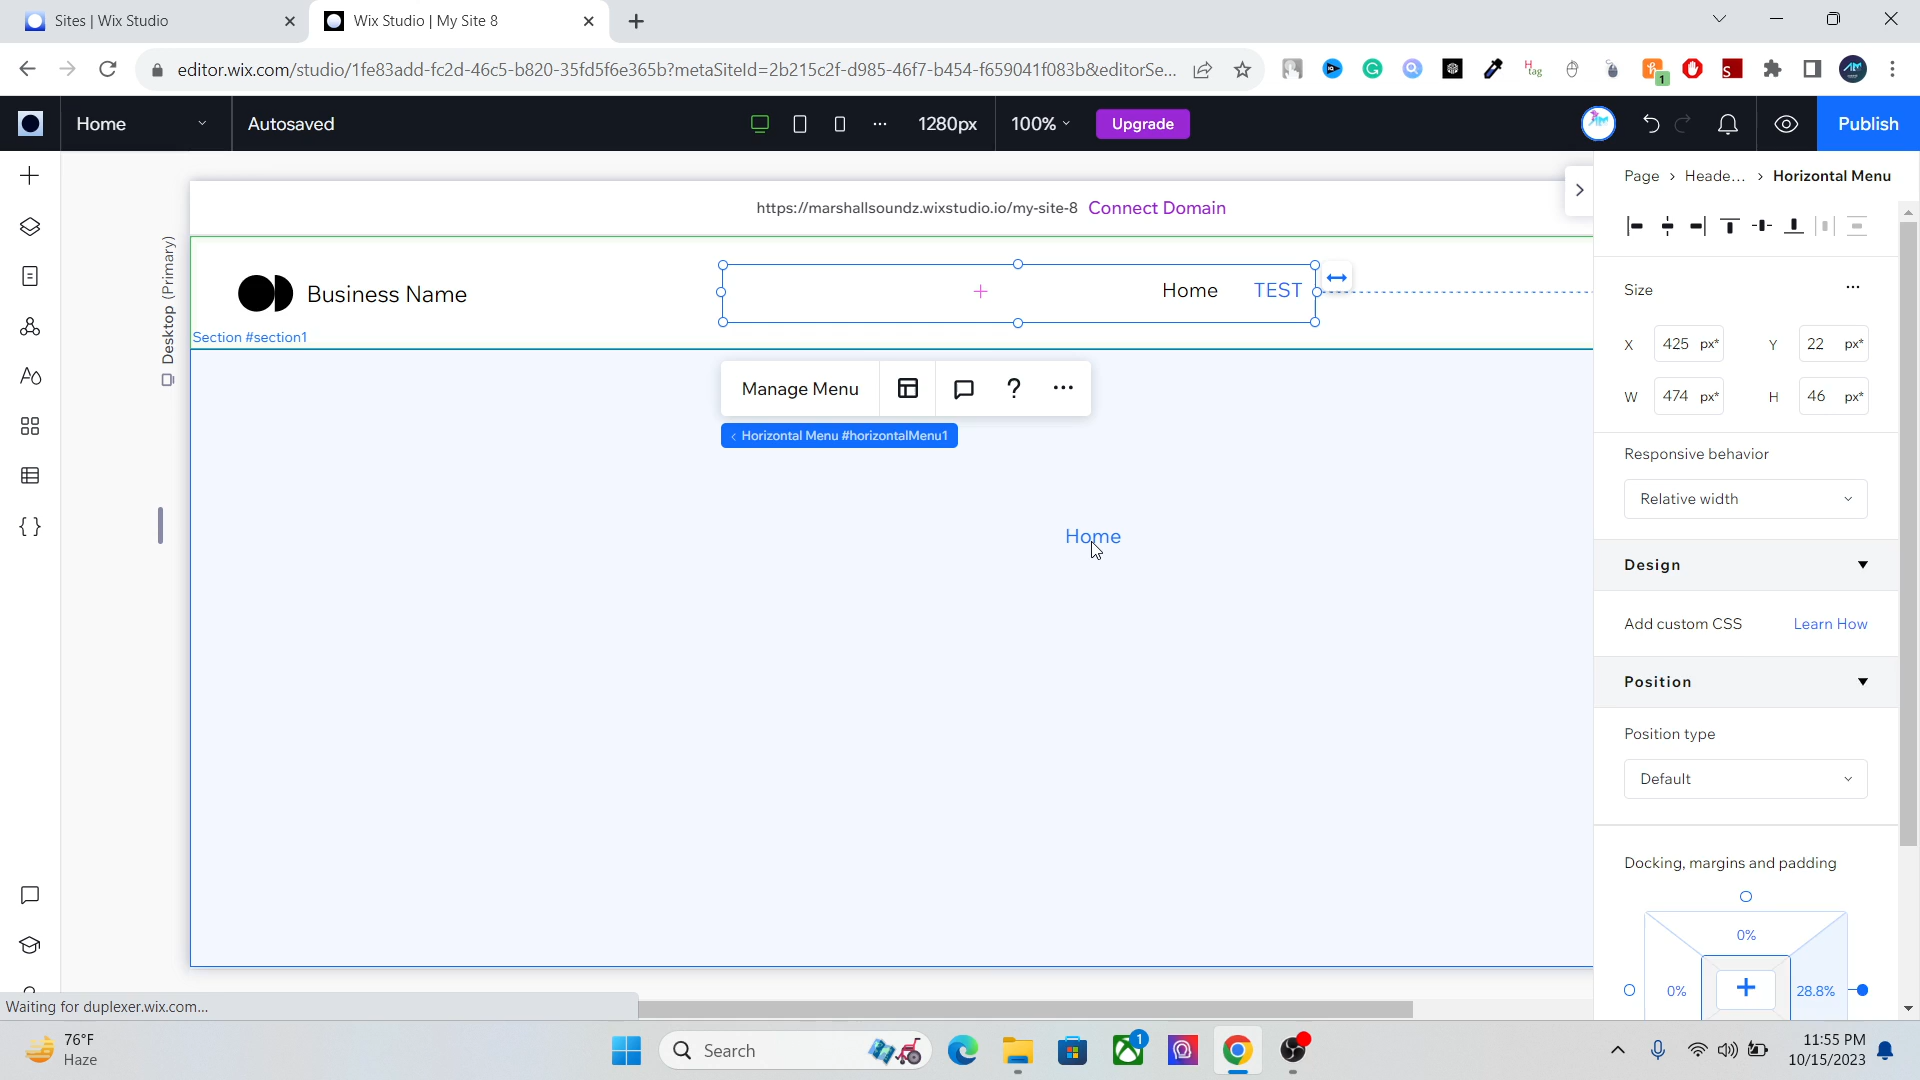 Sites | Wix Studio
Wix Studio | My Site 8
editor.wix.com/studio/1fe83add-fc2d-46c5-b820-35fd5f6e365b?metaSiteId=2b215c2f-d985-46f7-b454-f659041f083b&editorSe...
H tag
1
Home
Autosaved
1280px
100%
Upgrade
Publish
Page > Heade... > Horizontal Menu
https://marshallsoundz.wixstudio.io/my-site-8 Connect Domain
Desktop (Primary)
Business Name
Home
TEST
Section #section1
Manage Menu
?
< Horizontal Menu #horizontalMenu1
Home
Size
X 425 px* Y 22 px*
W 474 px* H 46 px*
Responsive behavior
Relative width
Design
Add custom CSS Learn How
Position
Position type
Default
Docking, margins and padding
0%
0%
28.8%
Waiting for duplexer.wix.com...
76°F
Haze
Search
1
11:55 PM
10/15/2023